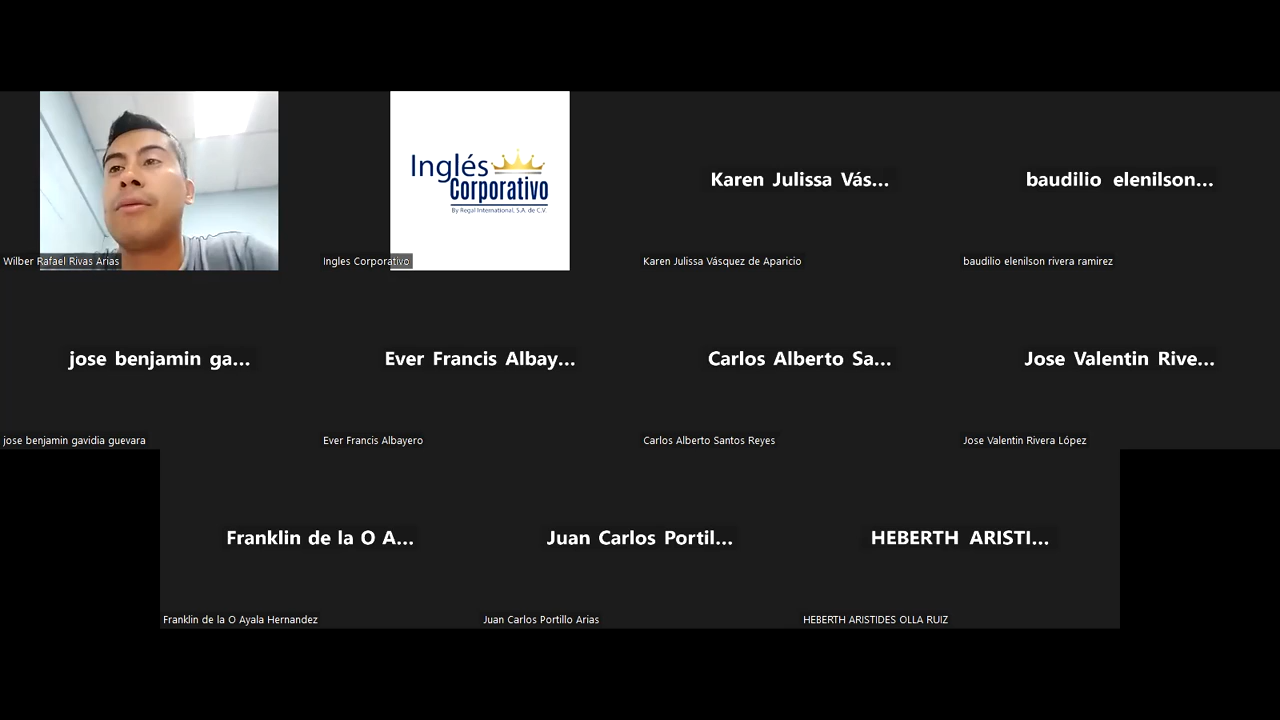 Inglés
Corporativo
By Regal International, S.A. de C.V.
Karen Julissa Vás...
baudilio elenilson...
Wilber Rafael Rivas Arias
Ingles Corporativo
Karen Julissa Vásquez de Aparicio
baudilio elenilson rivera ramirez
jose benjamin ga...
Ever Francis Albay...
Carlos Alberto Sa...
Jose Valentin Rive...
jose benjamin gavidia guevara
Ever Francis Albayero
Carlos Alberto Santos Reyes
Jose Valentin Rivera López
Franklin de la O A...
Juan Carlos Portil...
HEBERTH ARISTI...
Franklin de la O Ayala Hernandez
Juan Carlos Portillo Arias
HEBERTH ARISTIDES OLLA RUIZ